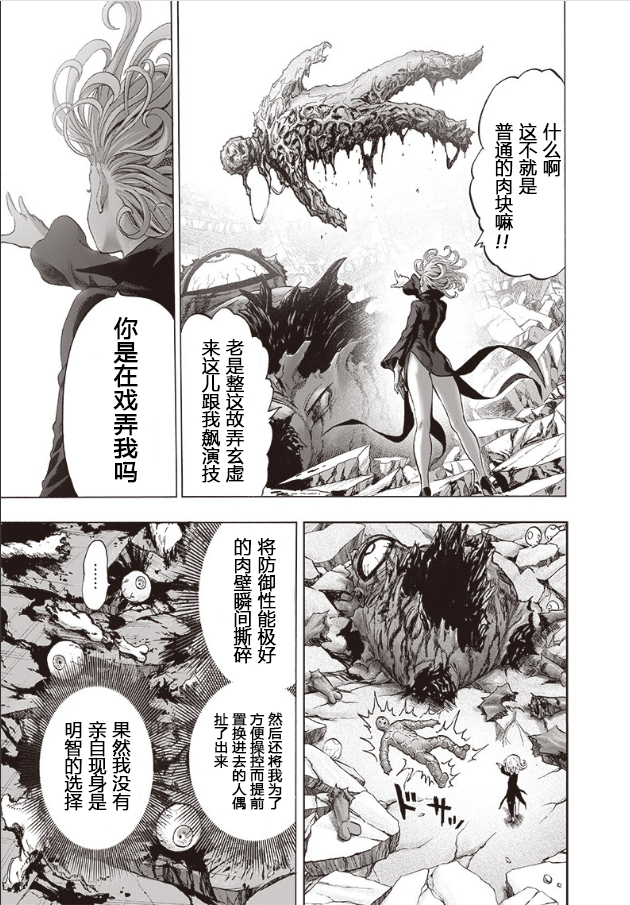 什么啊
这不就是
普通的肉块嘛!!
老是整这故弄玄虚
来这儿跟我飙演技
你是在戏弄我吗
ドサッ
将防御性能极好
的肉壁瞬间撕碎
然后还将我为了
方便操控而提前
置换进去的人偶
扯了出来
……
果然我没有
亲自现身是
明智的选择